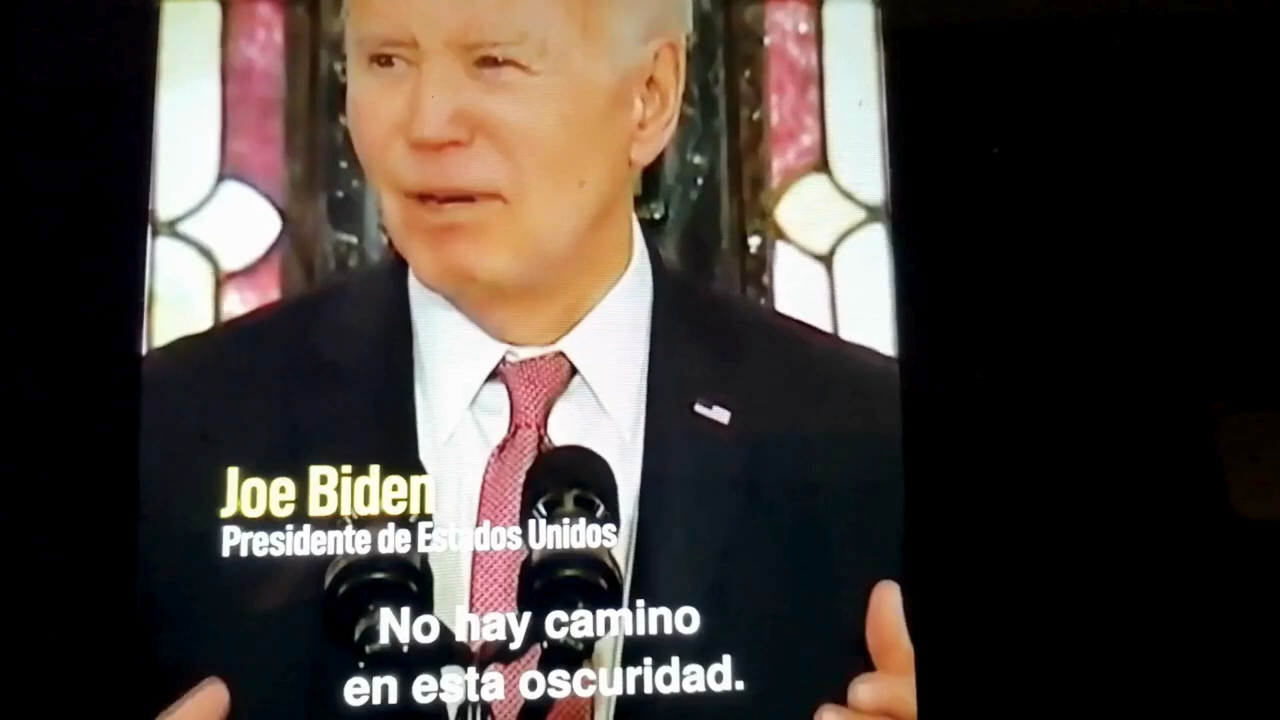 Joe Biden
Presidente de Estados Unidos
No hay camino
en esta oscuridad.